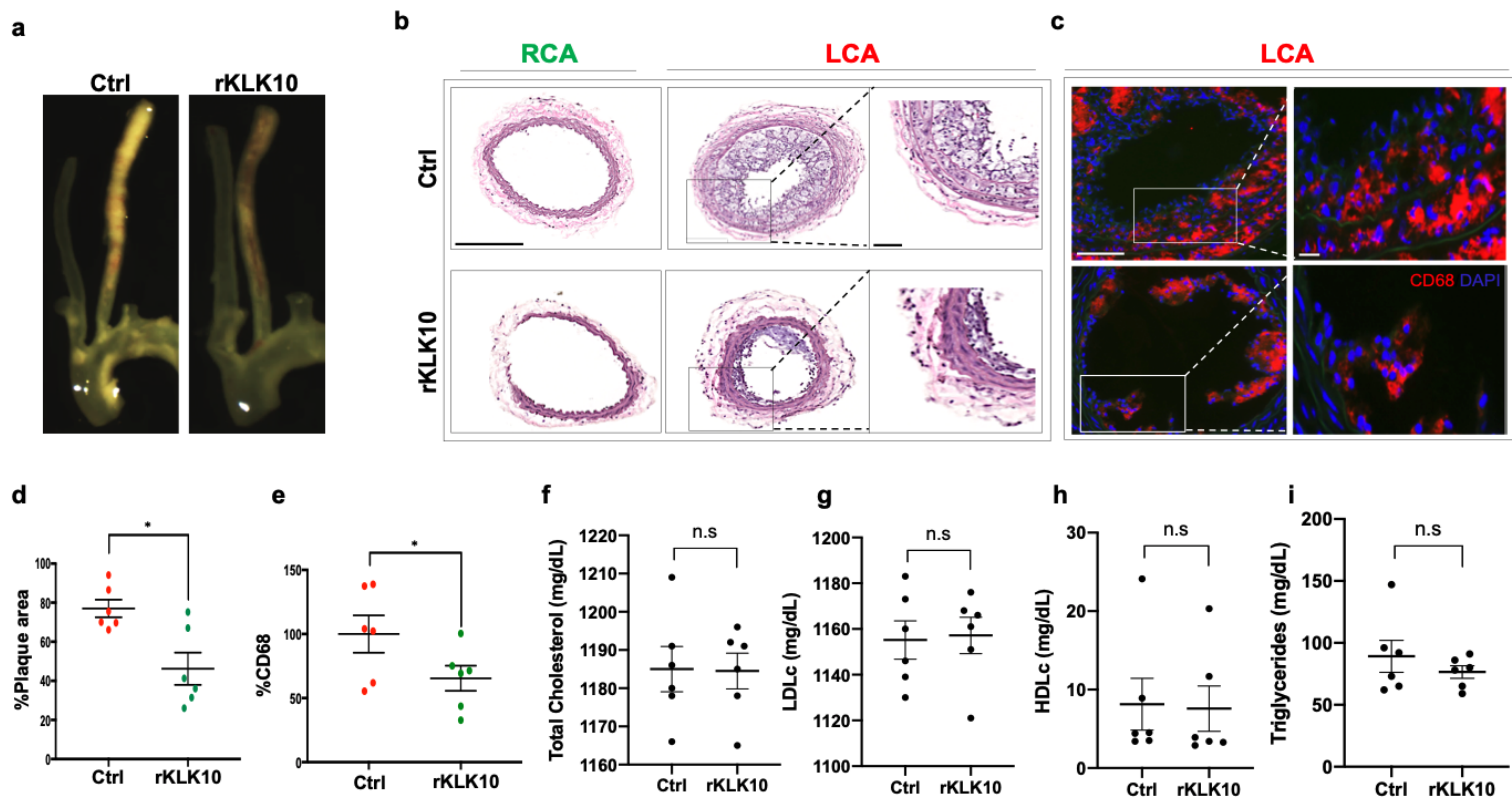 a
Ctrl
rKLK10
b
RCA
LCA
Ctrl
rKLK10
c
LCA
CD68 DAPI
d
%Plaque area
100
80
60
40
20
0
*
Ctrl
rKLK10
e
%CD68
150
100
50
0
*
Ctrl
rKLK10
f
Total Cholesterol (mg/dL)
1220
1210
1200
1190
1180
1170
1160
n.s
Ctrl
rKLK10
g
LDLc (mg/dL)
1200
1180
1160
1140
1120
1100
n.s
Ctrl
rKLK10
h
HDLc (mg/dL)
30
20
10
0
n.s
Ctrl
rKLK10
i
Triglycerides (mg/dL)
200
150
100
50
0
n.s
Ctrl
rKLK10